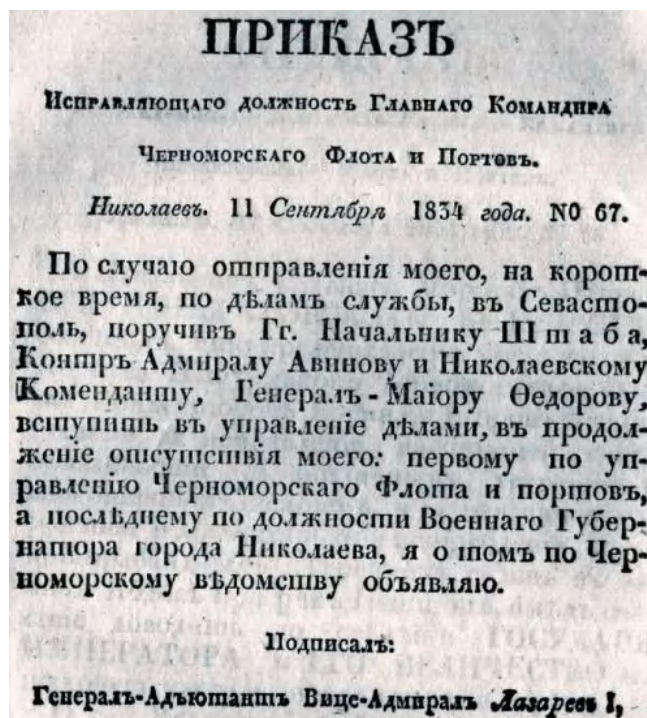 ПРИКАЗЪ
Исправляющаго должность Главнаго Командира
Черноморскаго Флота и Портовъ.
Николаевъ. 11 Сентября 1834 года. NO 67.
По случаю отправленія моего, на корот-
кое время, по дѣламъ службы, въ Севасто-
поль, поручивъ Гг. Начальнику Штаба,
Контръ Адмиралу Авинову и Николаевскому
Коменданту, Генералъ-Маіору Ѳедорову,
вступить въ управленіе дѣлами, въ продол-
женіе отсутствія моего: первому по уп-
равленію Черноморскаго Флота и портовъ,
а послѣднему по должности Военнаго Губер-
натора города Николаева, я о томъ по Чер-
номорскому вѣдомству объявляю.
Подписалъ:
Генералъ-Адъютантъ Вице-Адмиралъ Лазаревъ I,